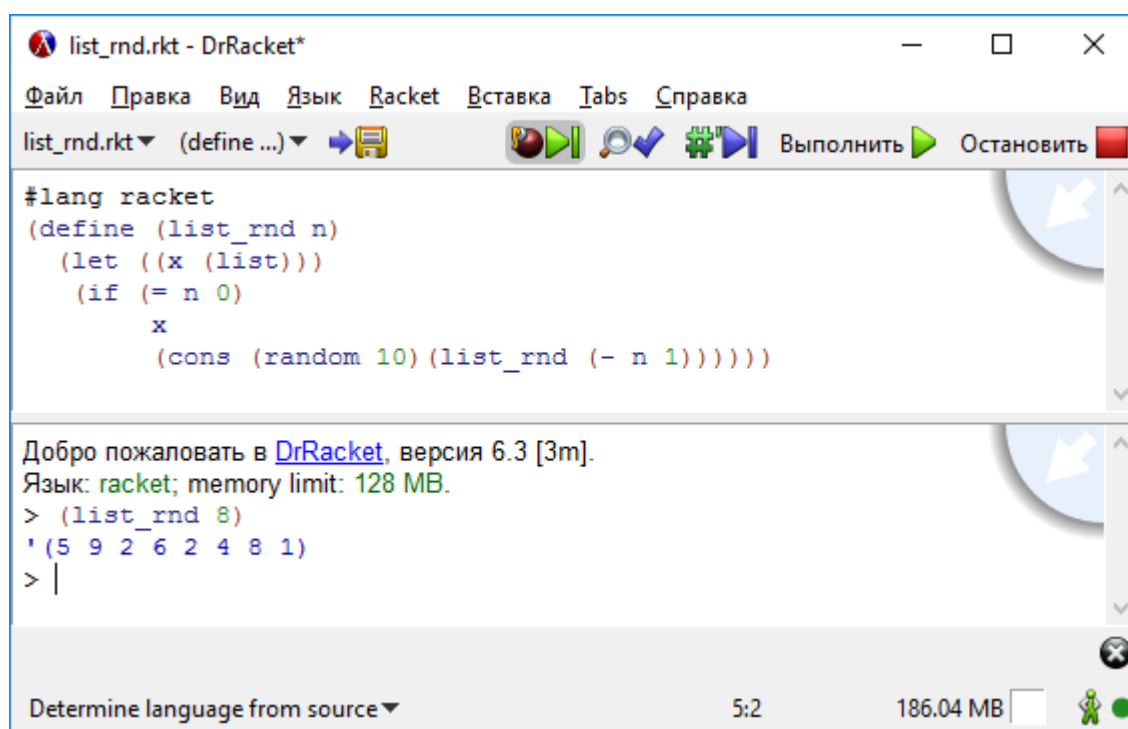 list_rnd.rkt - DrRacket*
Файл Правка Вид Язык Racket Вставка Tabs Справка
list_rnd.rkt (define ...) #' Выполнить Остановить
#lang racket
(define (list_rnd n)
  (let ((x (list)))
   (if (= n 0)
        x
        (cons (random 10)(list_rnd (- n 1))))))
Добро пожаловать в DrRacket, версия 6.3 [3m].
Язык: racket; memory limit: 128 MB.
> (list_rnd 8)
'(5 9 2 6 2 4 8 1)
>
Determine language from source 5:2 186.04 MB